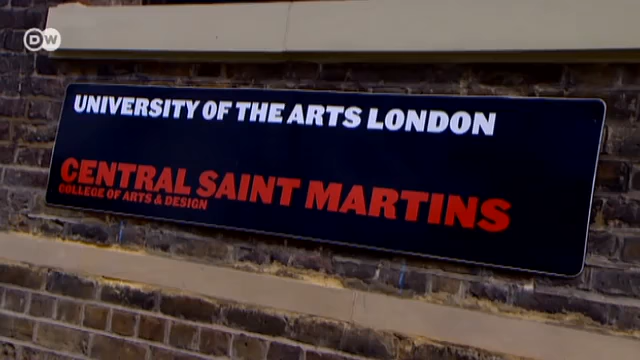 DW
UNIVERSITY OF THE ARTS LONDON
CENTRAL SAINT MARTINS
COLLEGE OF ARTS & DESIGN